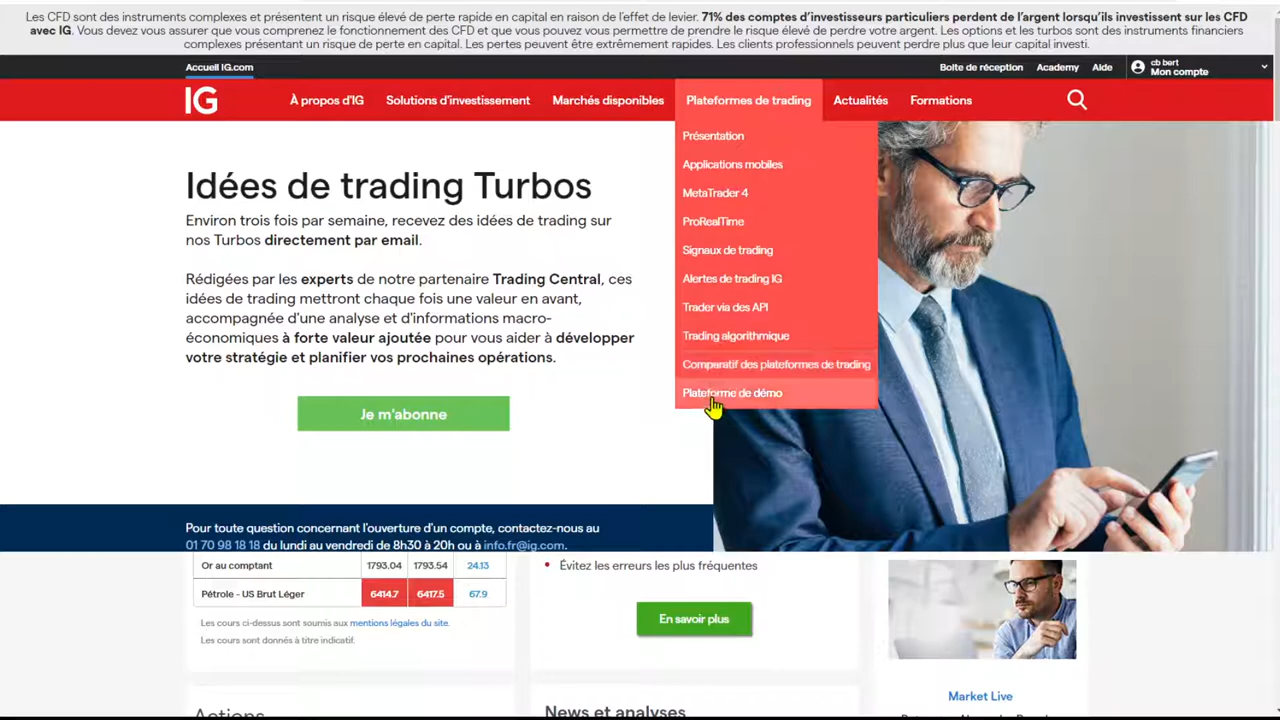 Les CFD sont des instruments complexes et présentent un risque élevé de perte rapide en capital en raison de l'effet de levier. 71% des comptes d'investisseurs particuliers perdent de l'argent lorsqu'ils investissent sur les CFD
avec IG. Vous devez vous assurer que vous comprenez le fonctionnement des CFD et que vous pouvez vous permettre de prendre le risque élevé de perdre votre argent. Les options et les turbos sont des instruments financiers
complexes présentant un risque de perte en capital. Les pertes peuvent être extrêmement rapides. Les clients professionnels peuvent perdre plus que leur capital investi.
Accueil IG.com
Boîte de réception Academy Aide
cb bert
Mon compte
IG À propos d'IG Solutions d'investissement Marchés disponibles Plateformes de trading Actualités Formations
Présentation
Applications mobiles
MetaTrader 4
ProRealTime
Signaux de trading
Alertes de trading IG
Trader via des API
Trading algorithmique
Comparatif des plateformes de trading
Plateforme de démo
Idées de trading Turbos
Environ trois fois par semaine, recevez des idées de trading sur
nos Turbos directement par email.
Rédigées par les experts de notre partenaire Trading Central, ces
idées de trading mettront chaque fois une valeur en avant,
accompagnée d'une analyse et d'informations macro-
économiques à forte valeur ajoutée pour vous aider à développer
votre stratégie et planifier vos prochaines opérations.
Je m'abonne
Pour toute question concernant l'ouverture d'un compte, contactez-nous au
01 70 98 18 18 du lundi au vendredi de 8h30 à 20h ou à info.fr@ig.com.
Or au comptant 1793.04 1793.54 24.13
Pétrole - US Brut Léger 6414.7 6417.5 67.9
Les cours ci-dessus sont soumis aux mentions légales du site.
Les cours sont donnés à titre indicatif.
• Évitez les erreurs les plus fréquentes
En savoir plus
Market Live
Actions
News et analyses